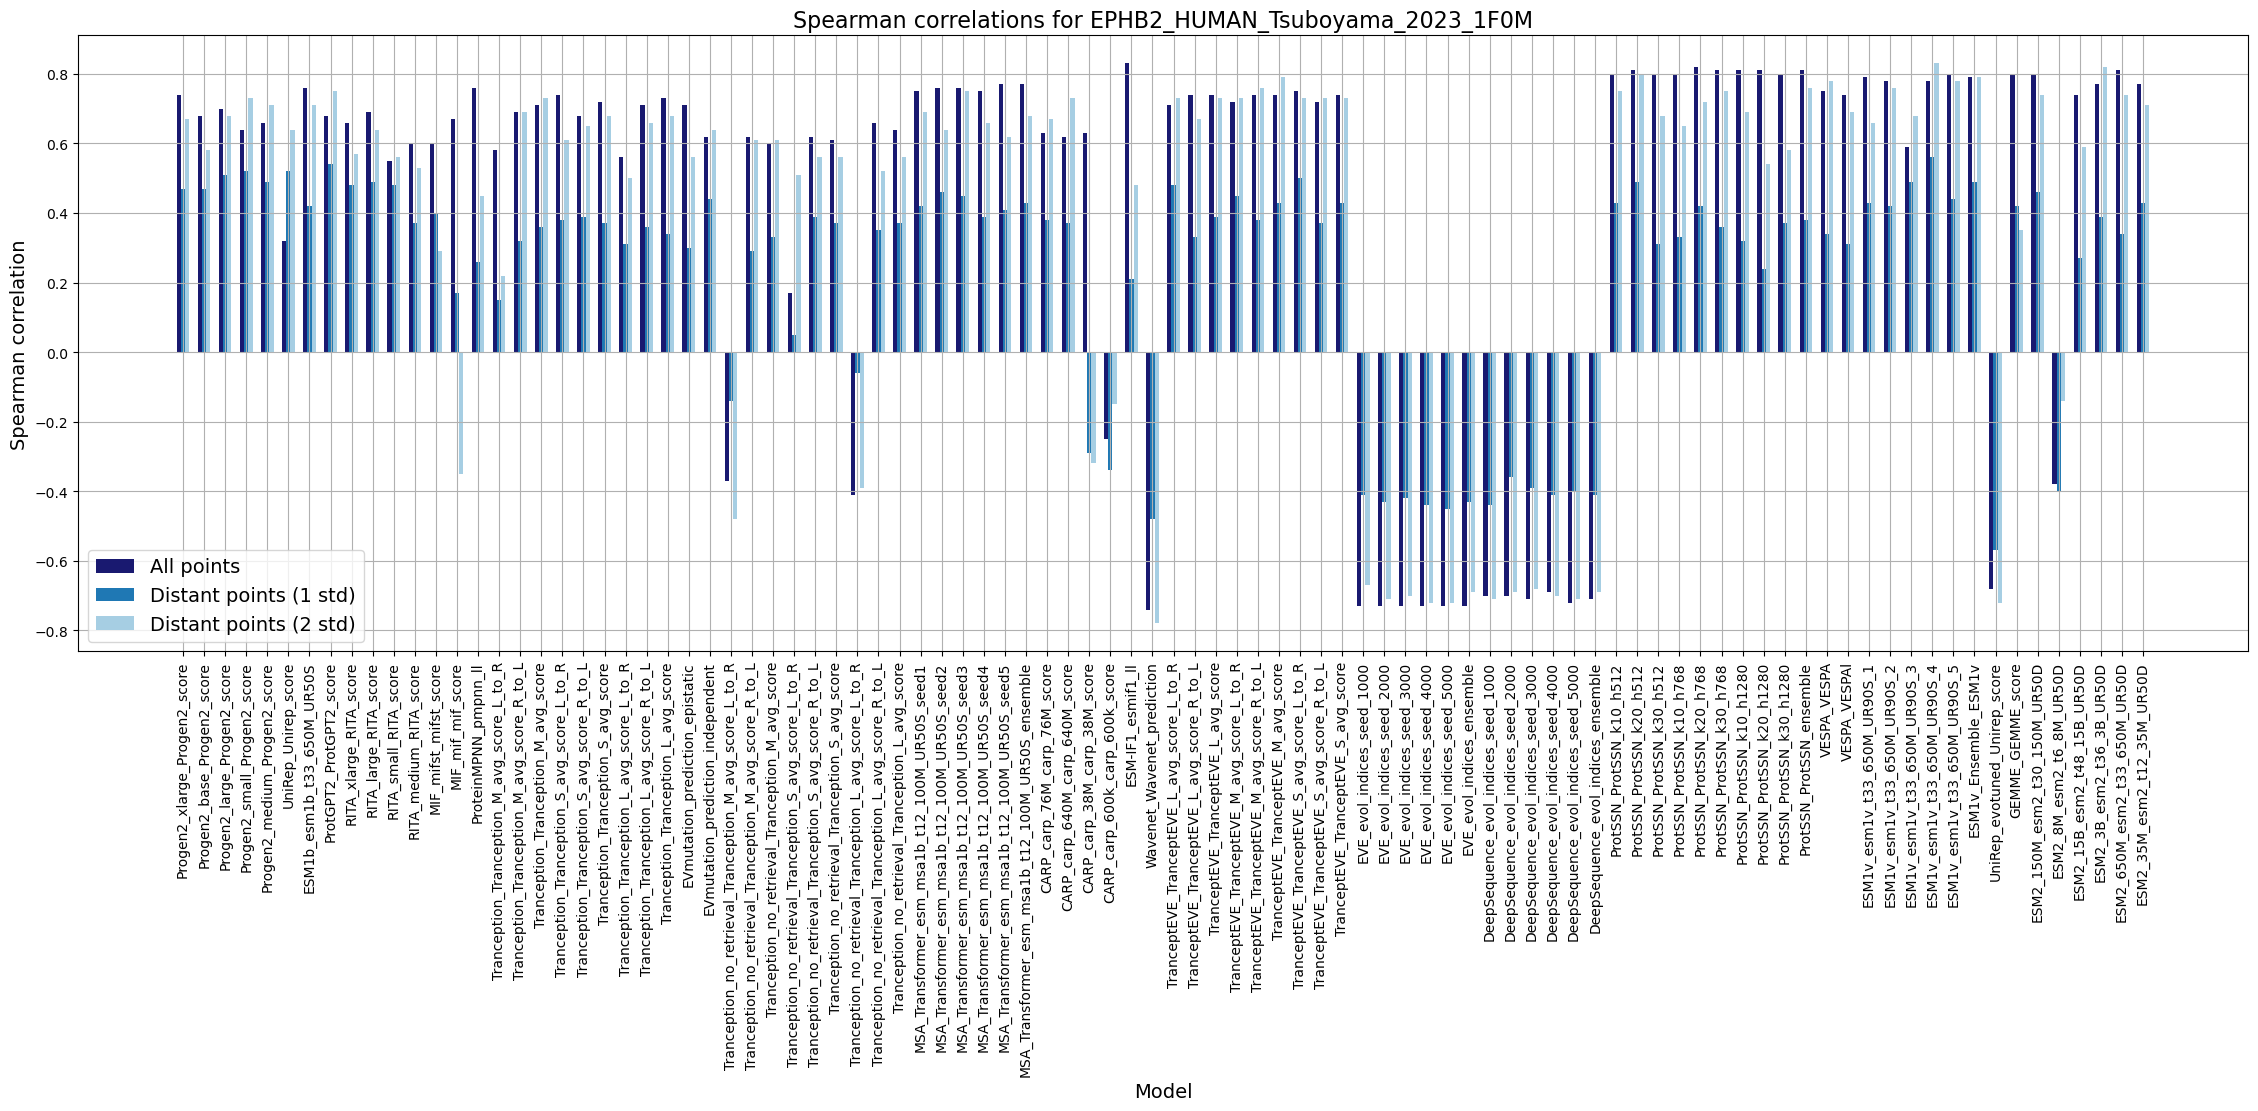 Spearman correlations for EPHB2_HUMAN_Tsuboyama_2023_1F0M
Spearman correlation
0.8
0.6
0.4
0.2
0.0
−0.2
−0.4
−0.6
−0.8
All points
Distant points (1 std)
Distant points (2 std)
Progen2_xlarge_Progen2_score
Progen2_base_Progen2_score
Progen2_large_Progen2_score
Progen2_small_Progen2_score
Progen2_medium_Progen2_score
UniRep_Unirep_score
ESM1b_esm1b_t33_650M_UR50S
ProtGPT2_ProtGPT2_score
RITA_xlarge_RITA_score
RITA_large_RITA_score
RITA_small_RITA_score
RITA_medium_RITA_score
MIF_mifst_mifst_score
MIF_mif_mif_score
ProteinMPNN_pmpnn_ll
Tranception_Tranception_M_avg_score_L_to_R
Tranception_Tranception_M_avg_score_R_to_L
Tranception_Tranception_M_avg_score
Tranception_Tranception_S_avg_score_L_to_R
Tranception_Tranception_S_avg_score_R_to_L
Tranception_Tranception_S_avg_score
Tranception_Tranception_L_avg_score_L_to_R
Tranception_Tranception_L_avg_score_R_to_L
Tranception_Tranception_L_avg_score
EVmutation_prediction_epistatic
EVmutation_prediction_independent
Tranception_no_retrieval_Tranception_M_avg_score_L_to_R
Tranception_no_retrieval_Tranception_M_avg_score_R_to_L
Tranception_no_retrieval_Tranception_M_avg_score
Tranception_no_retrieval_Tranception_S_avg_score_L_to_R
Tranception_no_retrieval_Tranception_S_avg_score_R_to_L
Tranception_no_retrieval_Tranception_S_avg_score
Tranception_no_retrieval_Tranception_L_avg_score_L_to_R
Tranception_no_retrieval_Tranception_L_avg_score_R_to_L
Tranception_no_retrieval_Tranception_L_avg_score
MSA_Transformer_esm_msa1b_t12_100M_UR50S_seed1
MSA_Transformer_esm_msa1b_t12_100M_UR50S_seed2
MSA_Transformer_esm_msa1b_t12_100M_UR50S_seed3
MSA_Transformer_esm_msa1b_t12_100M_UR50S_seed4
MSA_Transformer_esm_msa1b_t12_100M_UR50S_seed5
MSA_Transformer_esm_msa1b_t12_100M_UR50S_ensemble
CARP_carp_76M_carp_76M_score
CARP_carp_640M_carp_640M_score
CARP_carp_38M_carp_38M_score
CARP_carp_600k_carp_600k_score
ESM-IF1_esmif1_ll
Wavenet_Wavenet_prediction
TranceptEVE_TranceptEVE_L_avg_score_L_to_R
TranceptEVE_TranceptEVE_L_avg_score_R_to_L
TranceptEVE_TranceptEVE_L_avg_score
TranceptEVE_TranceptEVE_M_avg_score_L_to_R
TranceptEVE_TranceptEVE_M_avg_score_R_to_L
TranceptEVE_TranceptEVE_M_avg_score
TranceptEVE_TranceptEVE_S_avg_score_L_to_R
TranceptEVE_TranceptEVE_S_avg_score_R_to_L
TranceptEVE_TranceptEVE_S_avg_score
EVE_evol_indices_seed_1000
EVE_evol_indices_seed_2000
EVE_evol_indices_seed_3000
EVE_evol_indices_seed_4000
EVE_evol_indices_seed_5000
EVE_evol_indices_ensemble
DeepSequence_evol_indices_seed_1000
DeepSequence_evol_indices_seed_2000
DeepSequence_evol_indices_seed_3000
DeepSequence_evol_indices_seed_4000
DeepSequence_evol_indices_seed_5000
DeepSequence_evol_indices_ensemble
ProtSSN_ProtSSN_k10_h512
ProtSSN_ProtSSN_k20_h512
ProtSSN_ProtSSN_k30_h512
ProtSSN_ProtSSN_k10_h768
ProtSSN_ProtSSN_k20_h768
ProtSSN_ProtSSN_k30_h768
ProtSSN_ProtSSN_k10_h1280
ProtSSN_ProtSSN_k20_h1280
ProtSSN_ProtSSN_k30_h1280
ProtSSN_ProtSSN_ensemble
VESPA_VESPA
VESPA_VESPAl
ESM1v_esm1v_t33_650M_UR90S_1
ESM1v_esm1v_t33_650M_UR90S_2
ESM1v_esm1v_t33_650M_UR90S_3
ESM1v_esm1v_t33_650M_UR90S_4
ESM1v_esm1v_t33_650M_UR90S_5
ESM1v_Ensemble_ESM1v
UniRep_evotuned_Unirep_score
GEMME_GEMME_score
ESM2_150M_esm2_t30_150M_UR50D
ESM2_8M_esm2_t6_8M_UR50D
ESM2_15B_esm2_t48_15B_UR50D
ESM2_3B_esm2_t36_3B_UR50D
ESM2_650M_esm2_t33_650M_UR50D
ESM2_35M_esm2_t12_35M_UR50D
Model